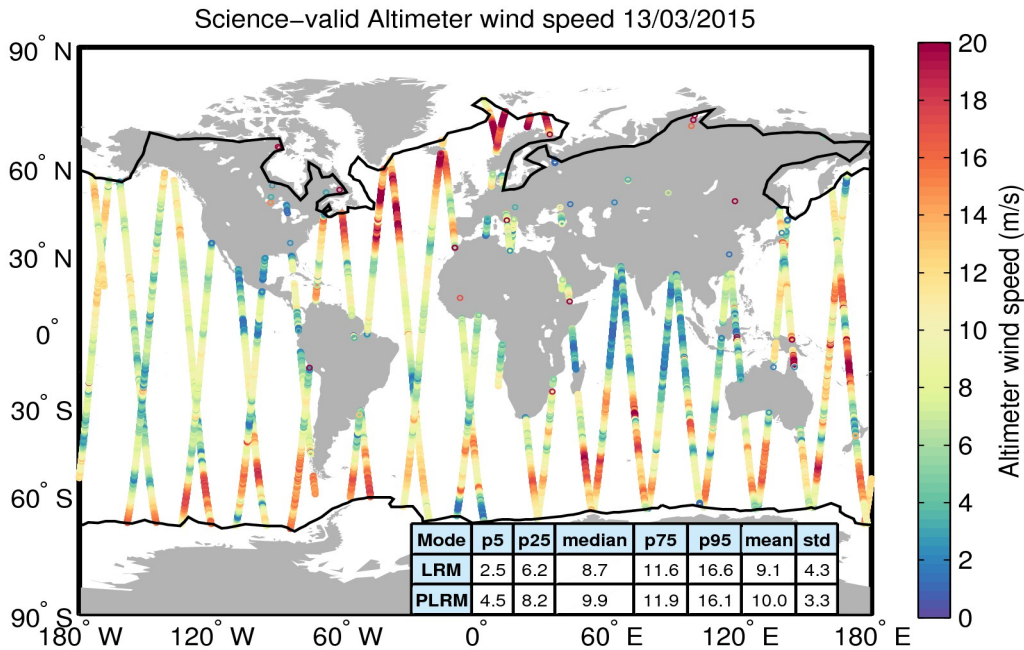 Science−valid Altimeter wind speed 13/03/2015
90° N
60° N
30° N
0°
30° S
60° S
90° S
180° W
120° W
60° W
0°
60° E
120° E
180° E
Mode p5 p25 median p75 p95 mean std
LRM 2.5 6.2 8.7 11.6 16.6 9.1 4.3
PLRM 4.5 8.2 9.9 11.9 16.1 10.0 3.3
20
18
16
14
12
10
8
6
4
2
0
Altimeter wind speed (m/s)